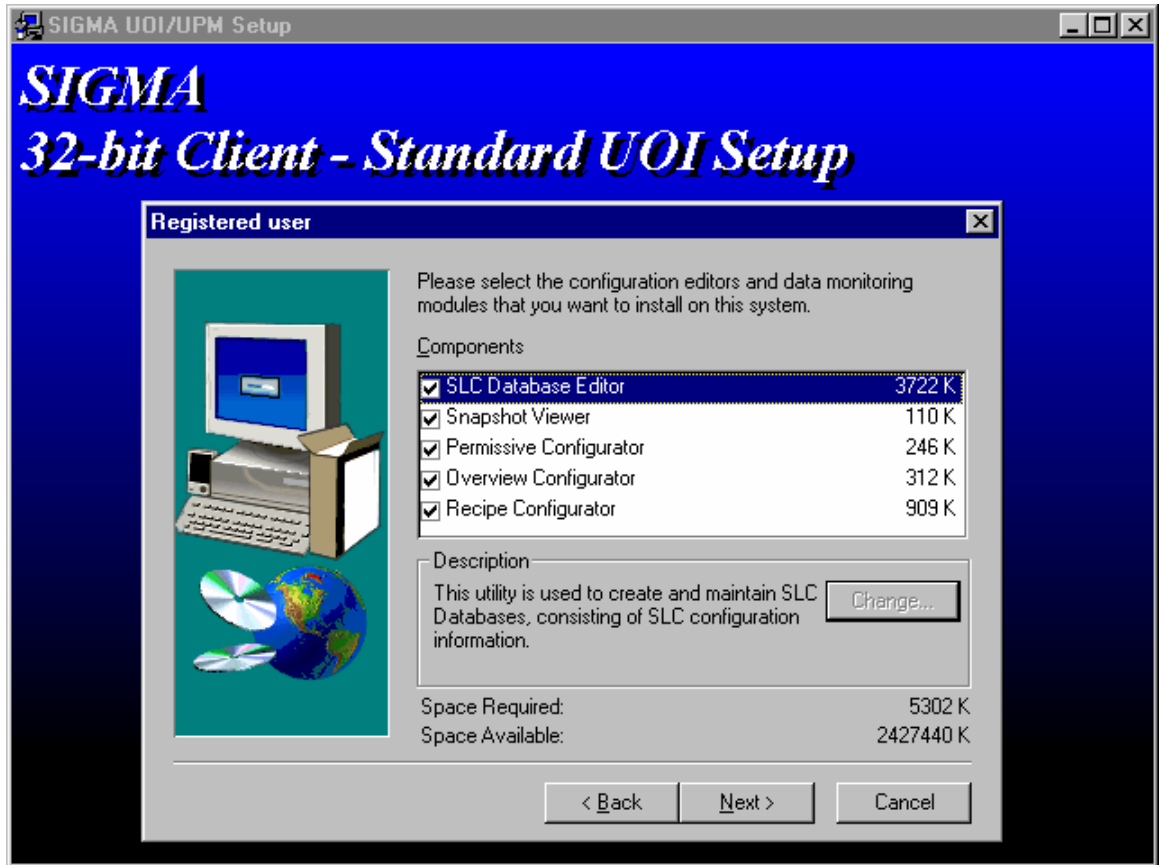 SIGMA UOI/UPM Setup
SIGMA
32-bit Client - Standard UOI Setup
Registered user
Please select the configuration editors and data monitoring
modules that you want to install on this system.
Components
SLC Database Editor 3722 K
Snapshot Viewer 110 K
Permissive Configurator 246 K
Overview Configurator 312 K
Recipe Configurator 909 K
Description
This utility is used to create and maintain SLC
Databases, consisting of SLC configuration
information.
Change...
Space Required: 5302 K
Space Available: 2427440 K
< Back Next > Cancel